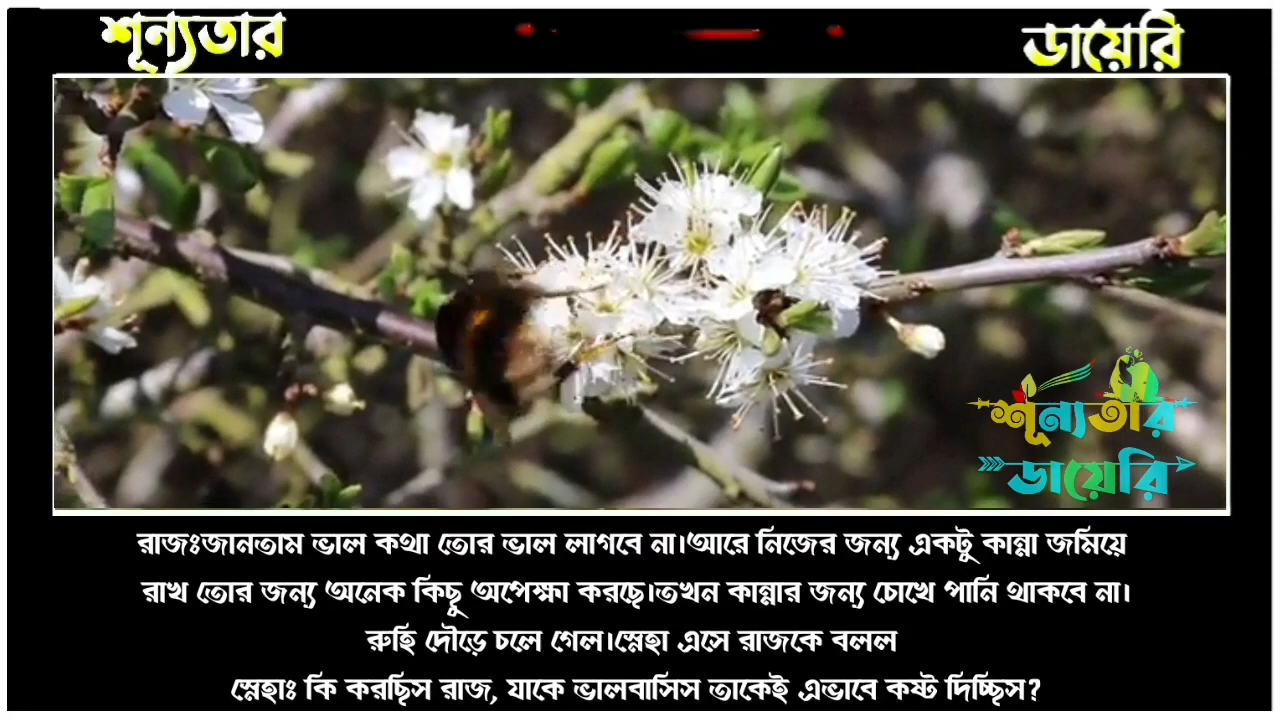 শূন্যতার ডায়েরি
শূন্যতার
ডায়েরি
রাজঃজানতাম ভাল কথা তোর ভাল লাগবে না।আরে নিজের জন্য একটু কান্না জমিয়ে
রাখ তোর জন্য অনেক কিছু অপেক্ষা করছে।তখন কান্নার জন্য চোখে পানি থাকবে না।
রুহি দৌড়ে চলে গেল।স্নেহা এসে রাজকে বলল
স্নেহাঃ কি করছিস রাজ, যাকে ভালবাসিস তাকেই এভাবে কষ্ট দিচ্ছিস?